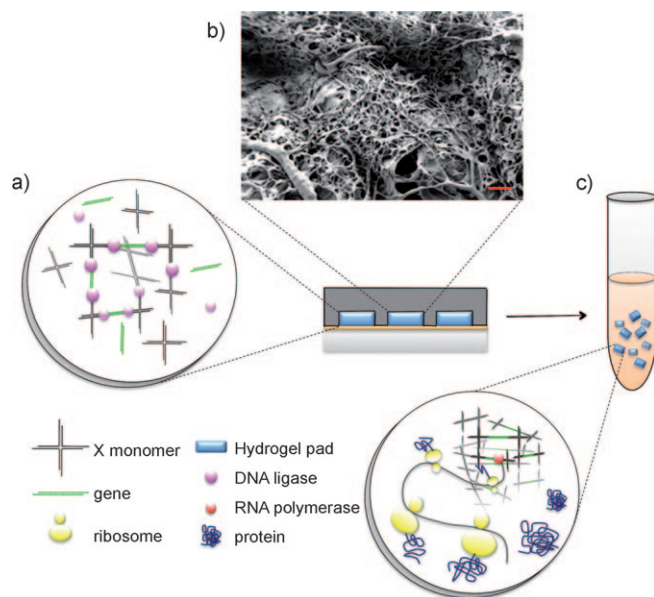 b)
a)
c)
X monomer
Hydrogel pad
gene
DNA ligase
RNA polymerase
ribosome
protein